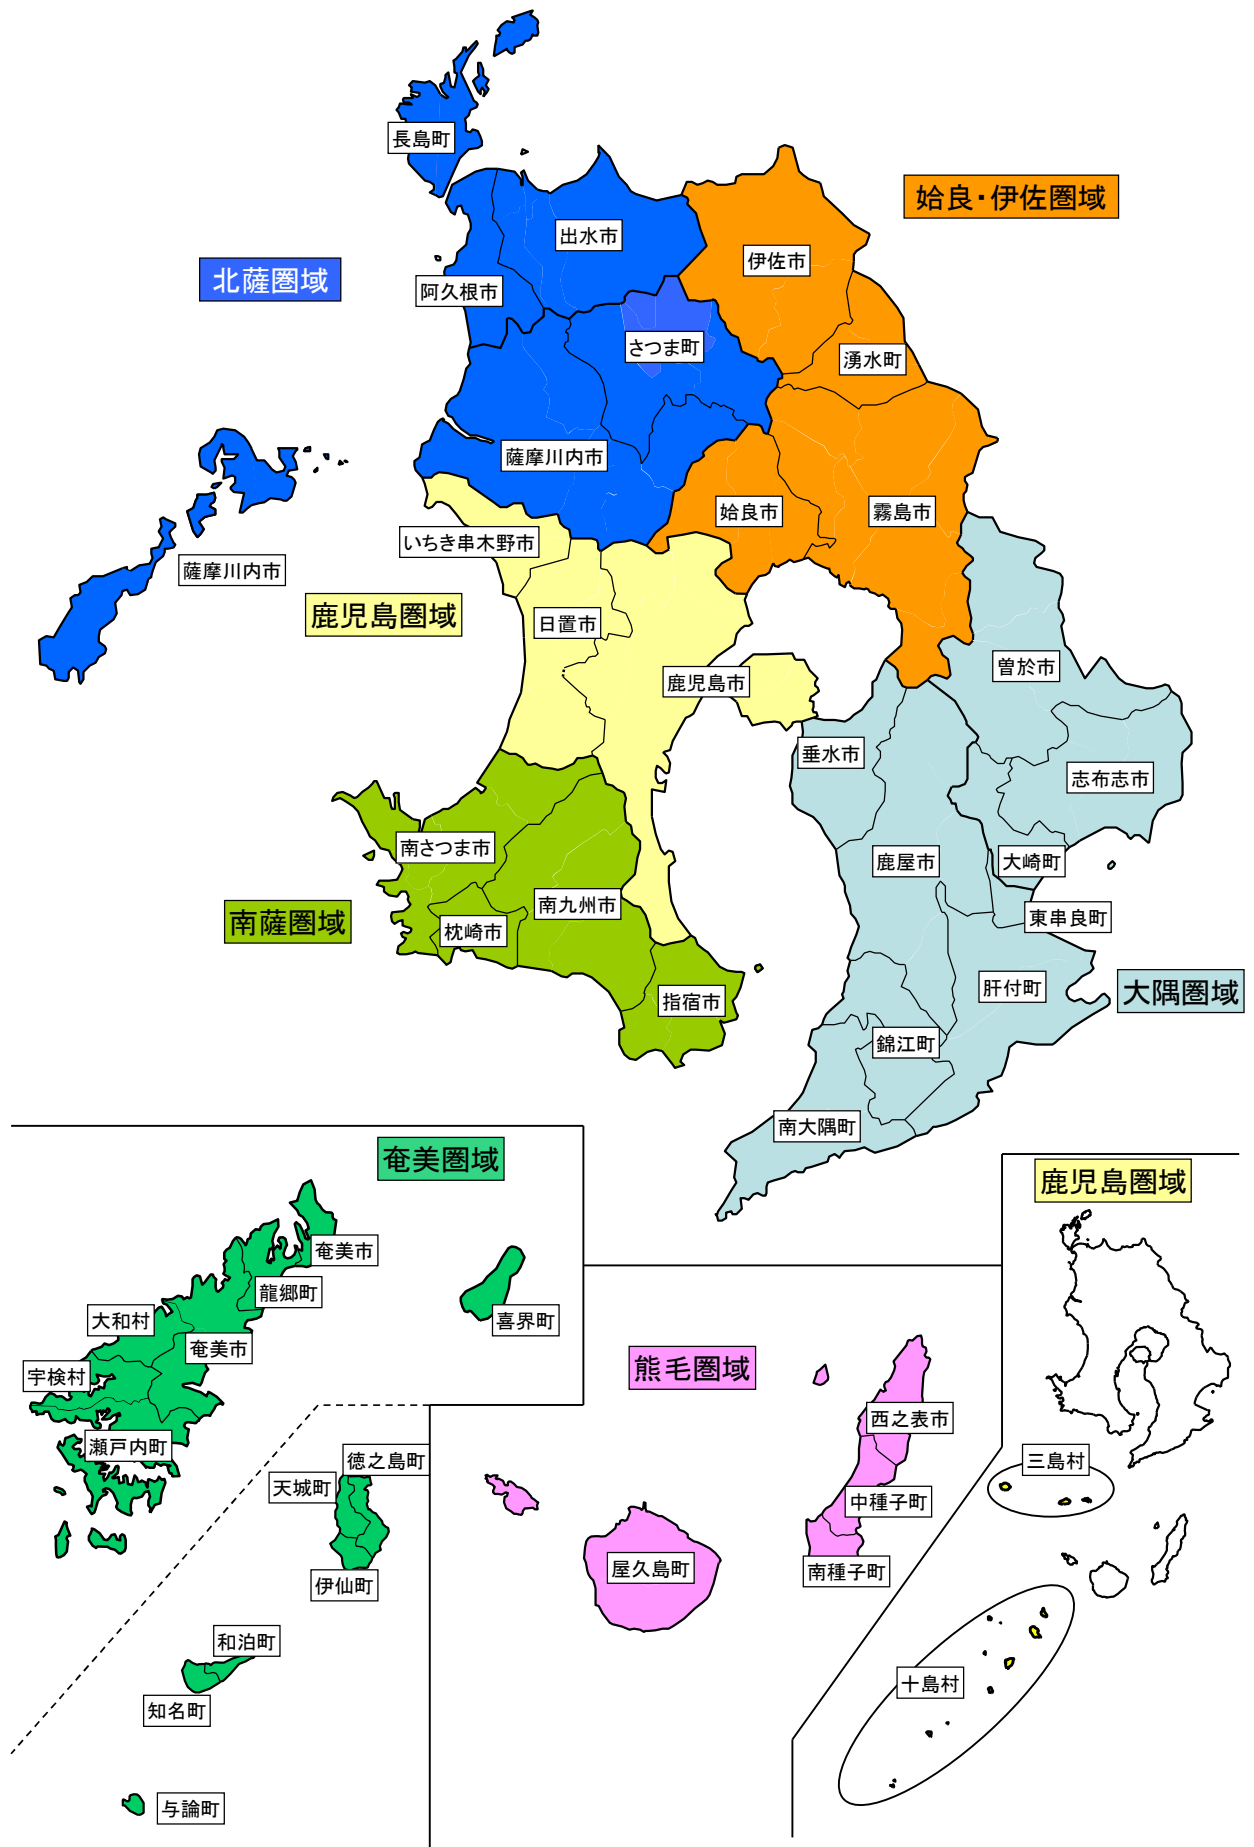 長島町
始良・伊佐圏域
出水市
伊佐市
北薩圏域
阿久根市
さつま町
湧水町
薩摩川内市
始良市
霧島市
いちき串木野市
薩摩川内市
鹿児島圏域
日置市
曽於市
鹿児島市
垂水市
志布志市
南さつま市
鹿屋市
大崎町
南九州市
南薩圏域
枕崎市
東串良町
肝付町
大隅圏域
指宿市
錦江町
南大隅町
奄美圏域
鹿児島圏域
奄美市
龍郷町
大和村
喜界町
奄美市
熊毛圏域
宇検村
西之表市
瀬戸内町
徳之島町
三島村
天城町
中種子町
屋久島町
南種子町
伊仙町
和泊町
十島村
知名町
与論町